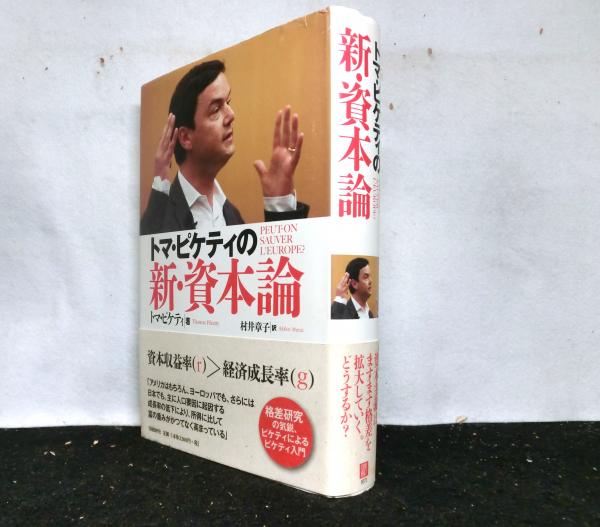 トマ・ピケティの
PEUT-ON
SAUVER
L'EUROPE?
新・資本論
トマ・ピケティ|著 Thomas Piketty
村井章子|訳 Akiko Murai
資本収益率(r)>経済成長率(g)
「アメリカはもちろん、ヨーロッパでも、さらには
日本でも、主に人口要因に起因する
成長率の低下により、所得に比して
富の重みがかつてなく高まっている」
格差研究
の気鋭、
ピケティによる
ピケティ入門
トマ・ピケティの
新・資本論
ますます格差を
拡大していく。
どうするか?